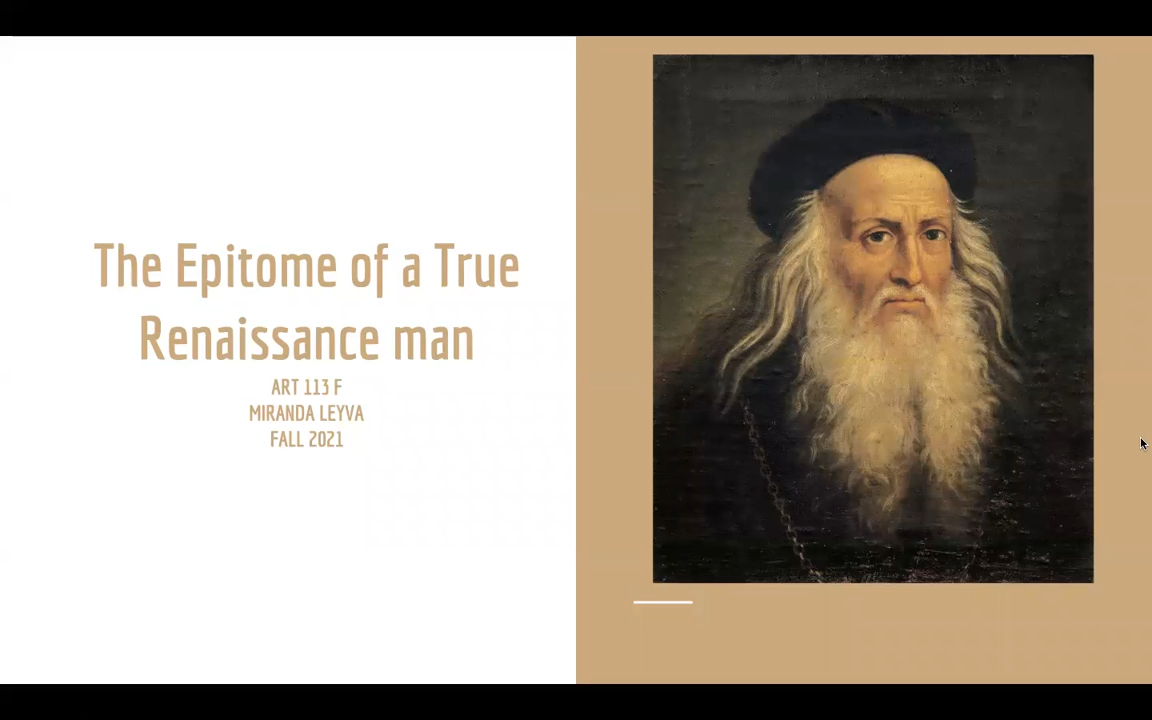 The Epitome of a True
Renaissance man
ART 113 F
MIRANDA LEYVA
FALL 2021